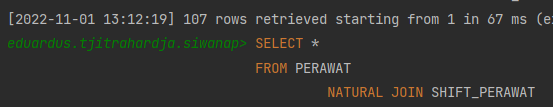 [2022-11-01 13:12:19] 107 rows retrieved starting from 1 in 67 ms (e
eduardus.tjitrahardja.siwanap> SELECT *
FROM PERAWAT
NATURAL JOIN SHIFT_PERAWAT